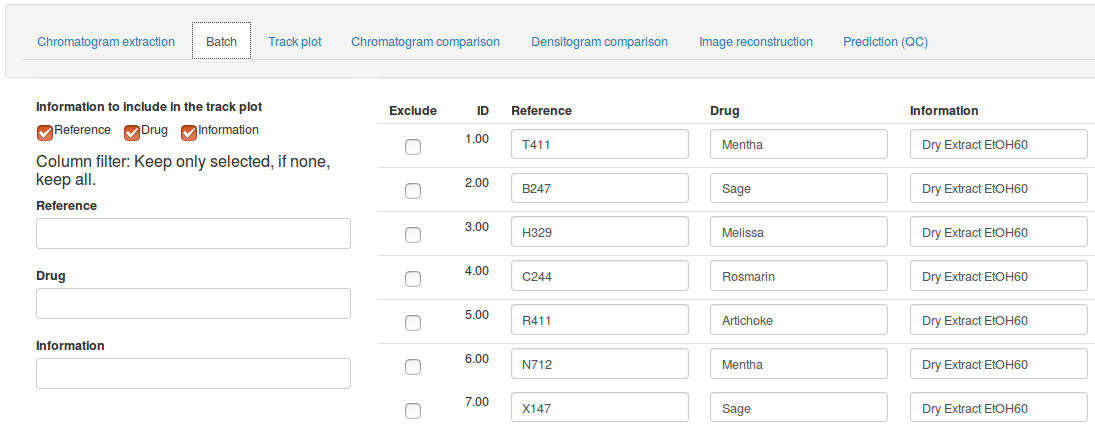 Chromatogram extraction Batch Track plot Chromatogram comparison Densitogram comparison Image reconstruction Prediction (QC)
Information to include in the track plot
Reference Drug Information
Column filter: Keep only selected, if none,
keep all.
Reference
Drug
Information
Exclude ID Reference Drug Information
1.00 T411 Mentha Dry Extract EtOH60
2.00 B247 Sage Dry Extract EtOH60
3.00 H329 Melissa Dry Extract EtOH60
4.00 C244 Rosmarin Dry Extract EtOH60
5.00 R411 Artichoke Dry Extract EtOH60
6.00 N712 Mentha Dry Extract EtOH60
7.00 X147 Sage Dry Extract EtOH60